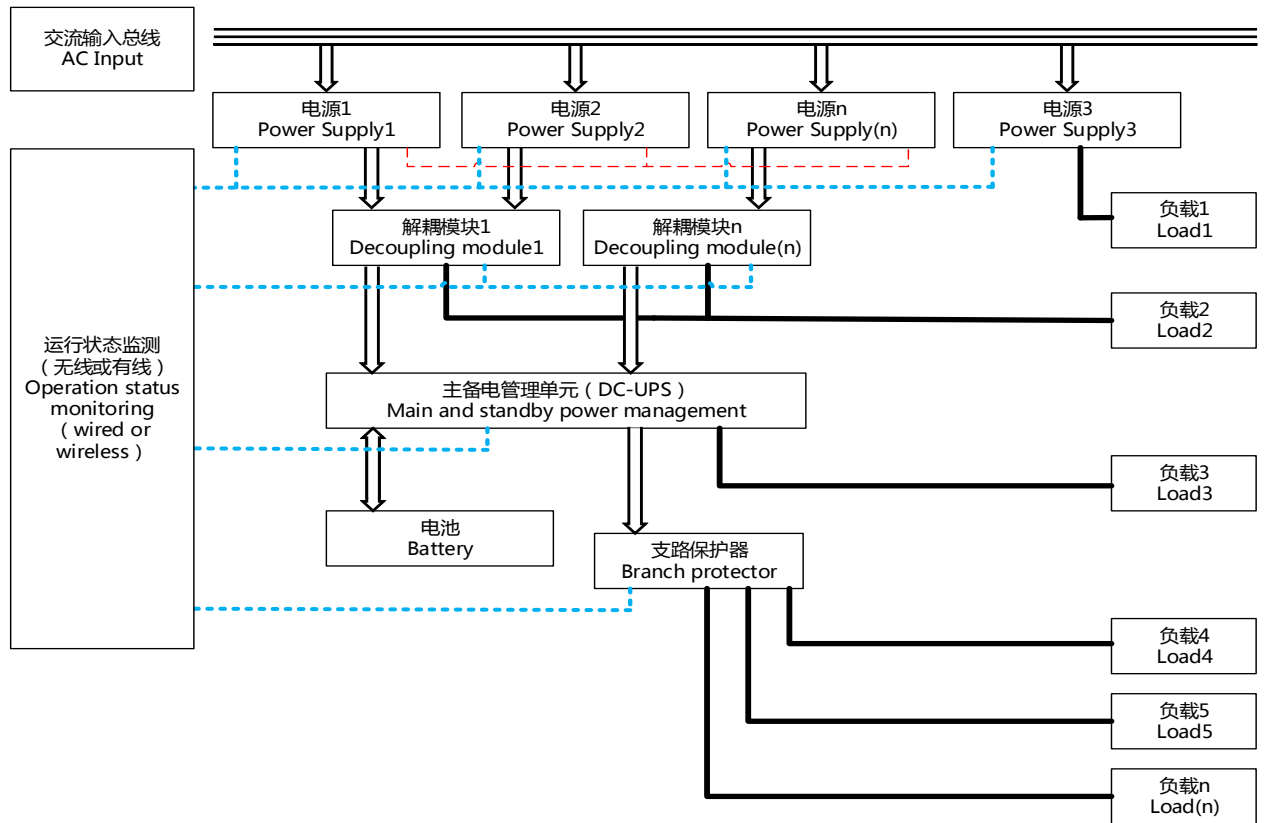 交流输入总线
AC Input
电源1
Power Supply1
电源2
Power Supply2
电源n
Power Supply(n)
电源3
Power Supply3
负载1
Load1
解耦模块1
Decoupling module1
解耦模块n
Decoupling module(n)
负载2
Load2
运行状态监测
（无线或有线）
Operation status
monitoring
（wired or
wireless）
主备电管理单元（DC-UPS）
Main and standby power management
负载3
Load3
电池
Battery
支路保护器
Branch protector
负载4
Load4
负载5
Load5
负载n
Load(n)